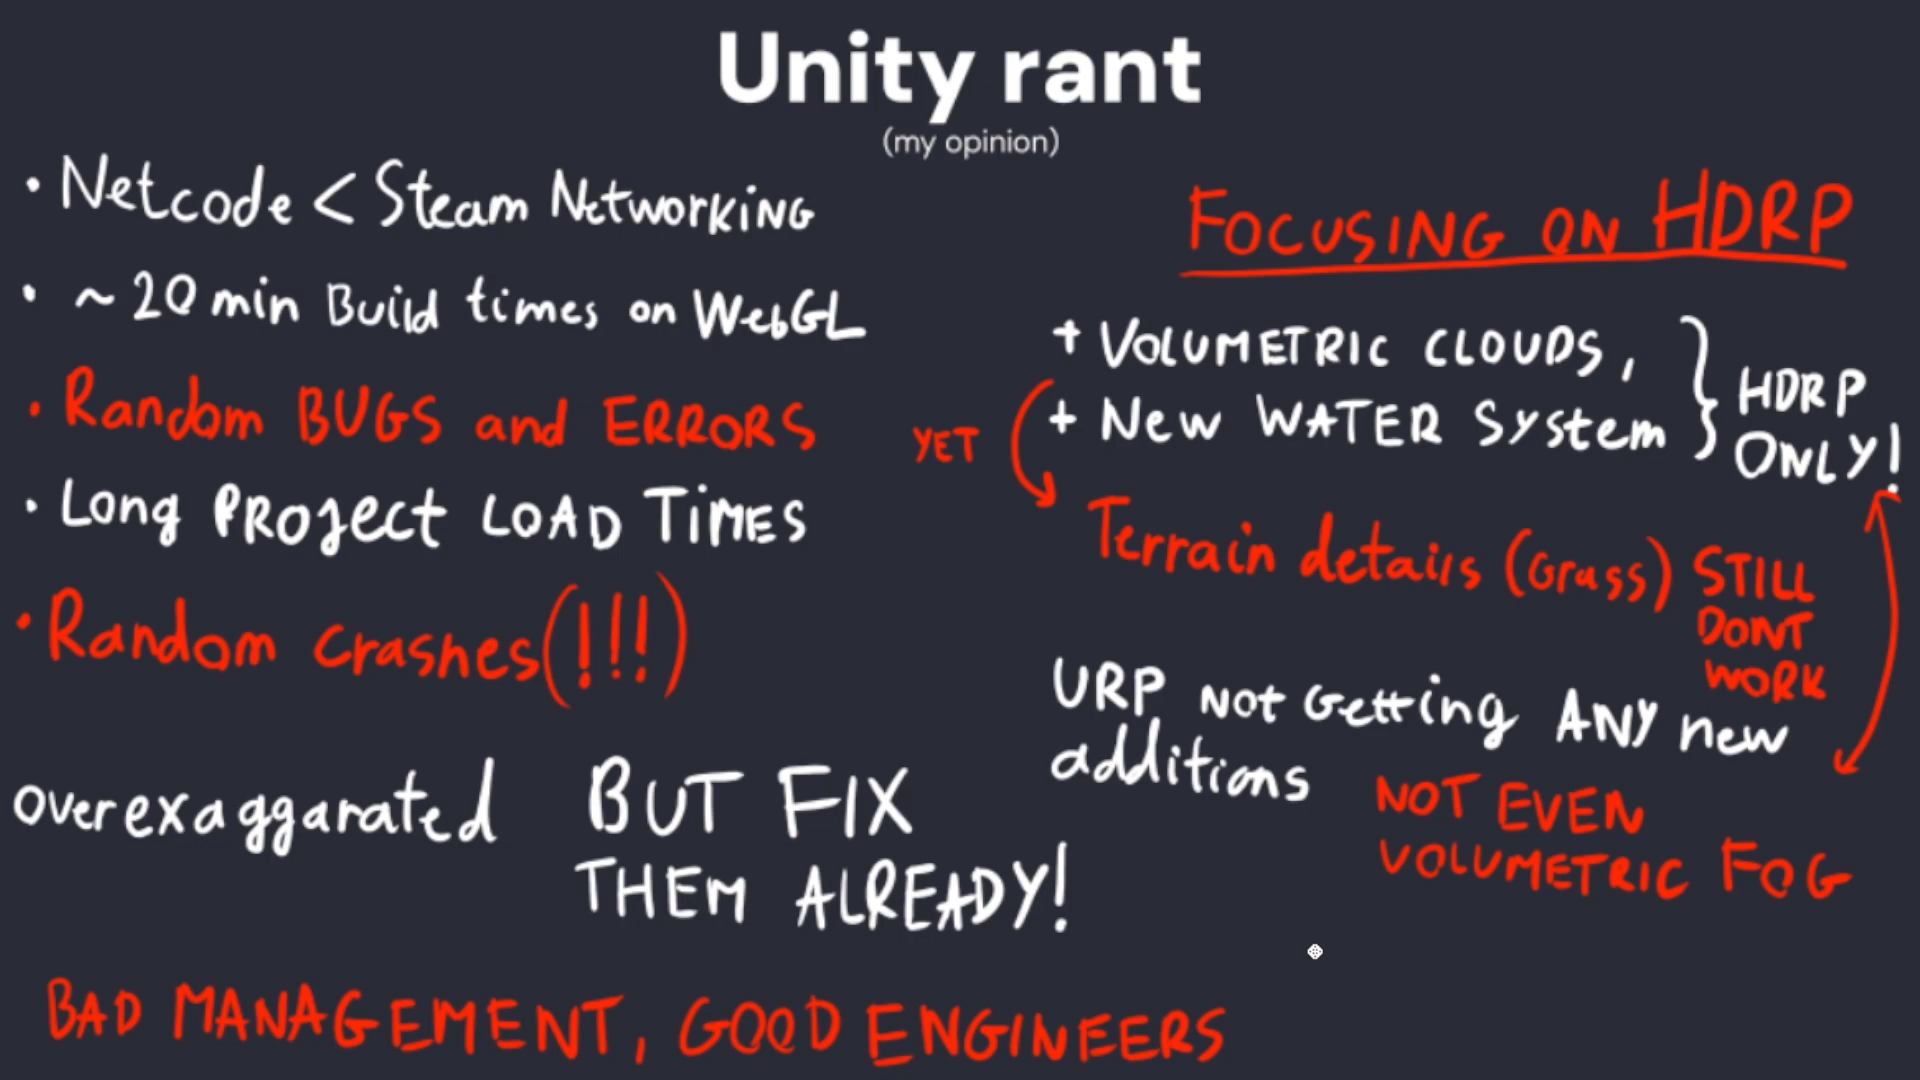 Unity rant
(my opinion)
• Netcode < Steam Networking
• ~20 min Build times on WebGL
• Random BUGS and ERRORS
• Long Project LOAD TIMES
• Random crashes(!!!)
overexaggarated BUT FIX
THEM ALREADY!
FOCUSING ON HDRP
+ VOLUMETRIC CLOUDS,
+ New WATER System
HDRP
ONLY!
YET
Terrain details (Grass) STILL
DONT
WORK
URP Not Getting ANY new
additions
NOT EVEN
VOLUMETRIC FOG
BAD MANAGEMENT, GOOD ENGINEERS